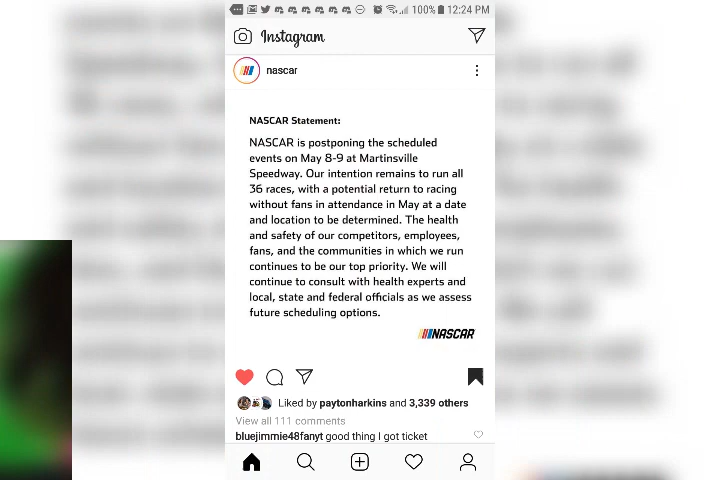 100% 12:24 PM
Instagram
nascar
NASCAR Statement:
NASCAR is postponing the scheduled
events on May 8-9 at Martinsville
Speedway. Our intention remains to run all
36 races, with a potential return to racing
without fans in attendance in May at a date
and location to be determined. The health
and safety of our competitors, employees,
fans, and the communities in which we run
continues to be our top priority. We will
continue to consult with health experts and
local, state and federal officials as we assess
future scheduling options.
NASCAR
Liked by paytonharkins and 3,339 others
View all 111 comments
bluejimmie48fanyt good thing I got ticket